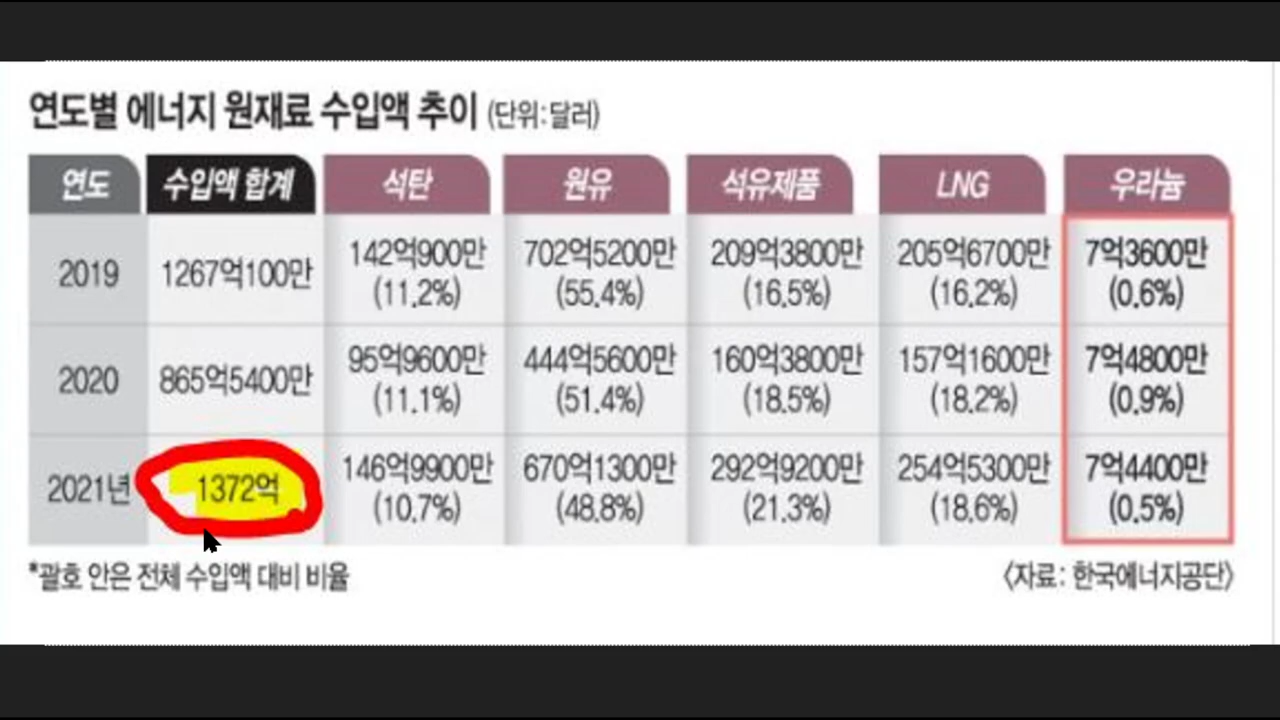 연도별 에너지 원재료 수입액 추이 (단위:달러)
연도 수입액 합계 석탄 원유 석유제품 LNG 우라늄
2019 1267억100만 142억900만 702억5200만 209억3800만 205억6700만 7억3600만
(11.2%) (55.4%) (16.5%) (16.2%) (0.6%)
2020 865억5400만 95억9600만 444억5600만 160억3800만 157억1600만 7억4800만
(11.1%) (51.4%) (18.5%) (18.2%) (0.9%)
2021년 1372억 146억9900만 670억1300만 292억9200만 254억5300만 7억4400만
(10.7%) (48.8%) (21.3%) (18.6%) (0.5%)
*괄호 안은 전체 수입액 대비 비율 〈자료: 한국에너지공단〉